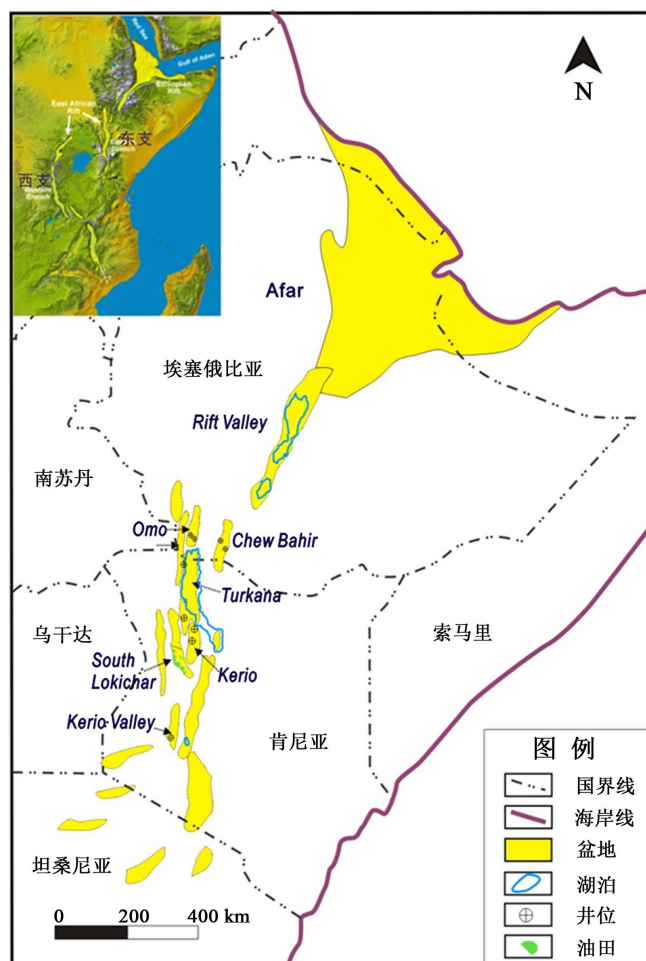 Red Sea
Gulf of Aden
Ethiopian
Rift
East African
Rift
东支
Branch
西支
Western
Branch
N
Afar
埃塞俄比亚
Rift Valley
南苏丹
Omo
Chew Bahir
Turkana
乌干达
索马里
South
Lokichar
Kerio
Kerio Valley
肯尼亚
坦桑尼亚
0 200 400 km
图 例
国界线
海岸线
盆地
湖泊
井位
油田